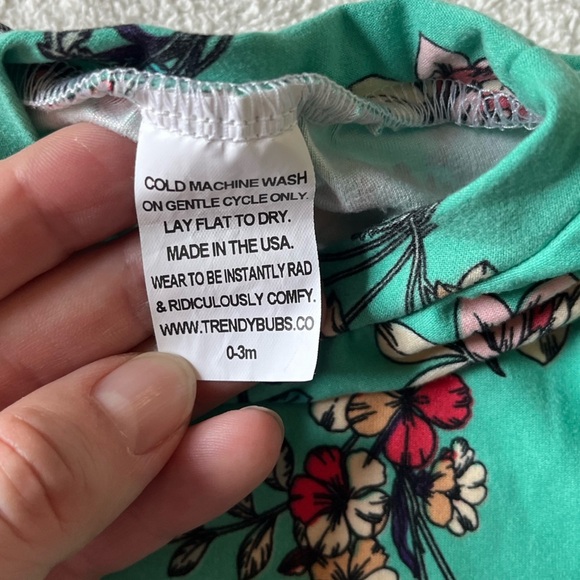 COLD MACHINE WASH
ON GENTLE CYCLE ONLY.
LAY FLAT TO DRY.
MADE IN THE USA.
WEAR TO BE INSTANTLY RAD
& RIDICULOUSLY COMFY.
WWW.TRENDYBUBS.CO
0-3m